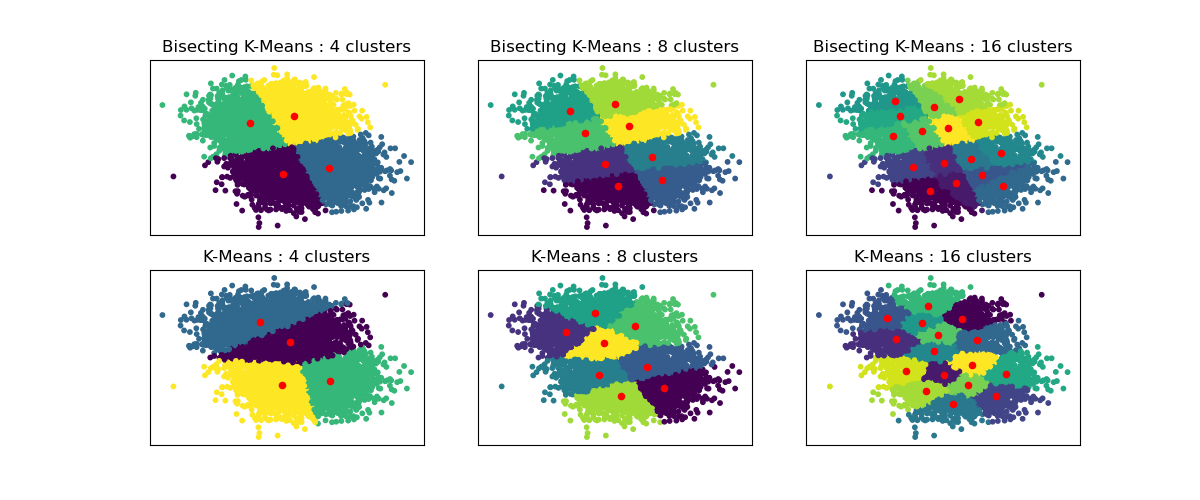 Bisecting K-Means : 4 clusters
Bisecting K-Means : 8 clusters
Bisecting K-Means : 16 clusters
K-Means : 4 clusters
K-Means : 8 clusters
K-Means : 16 clusters